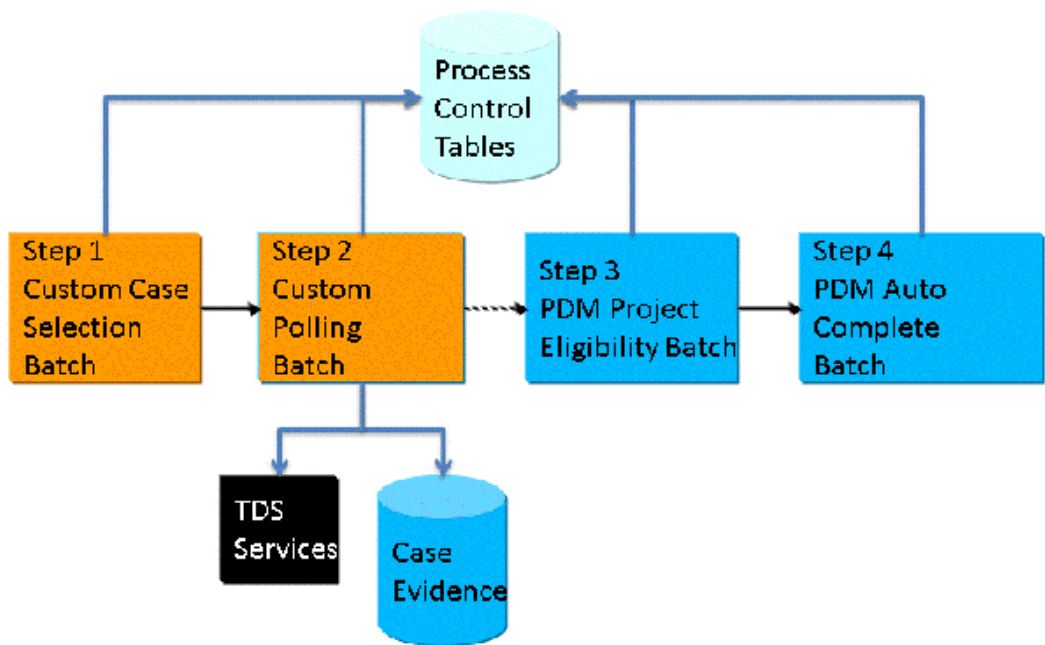 Process
Control
Tables
Step 1
Custom Case
Selection
Batch
Step 2
Custom
Polling
Batch
Step 3
PDM Project
Eligibility Batch
Step 4
PDM Auto
Complete
Batch
TDS
Services
Case
Evidence